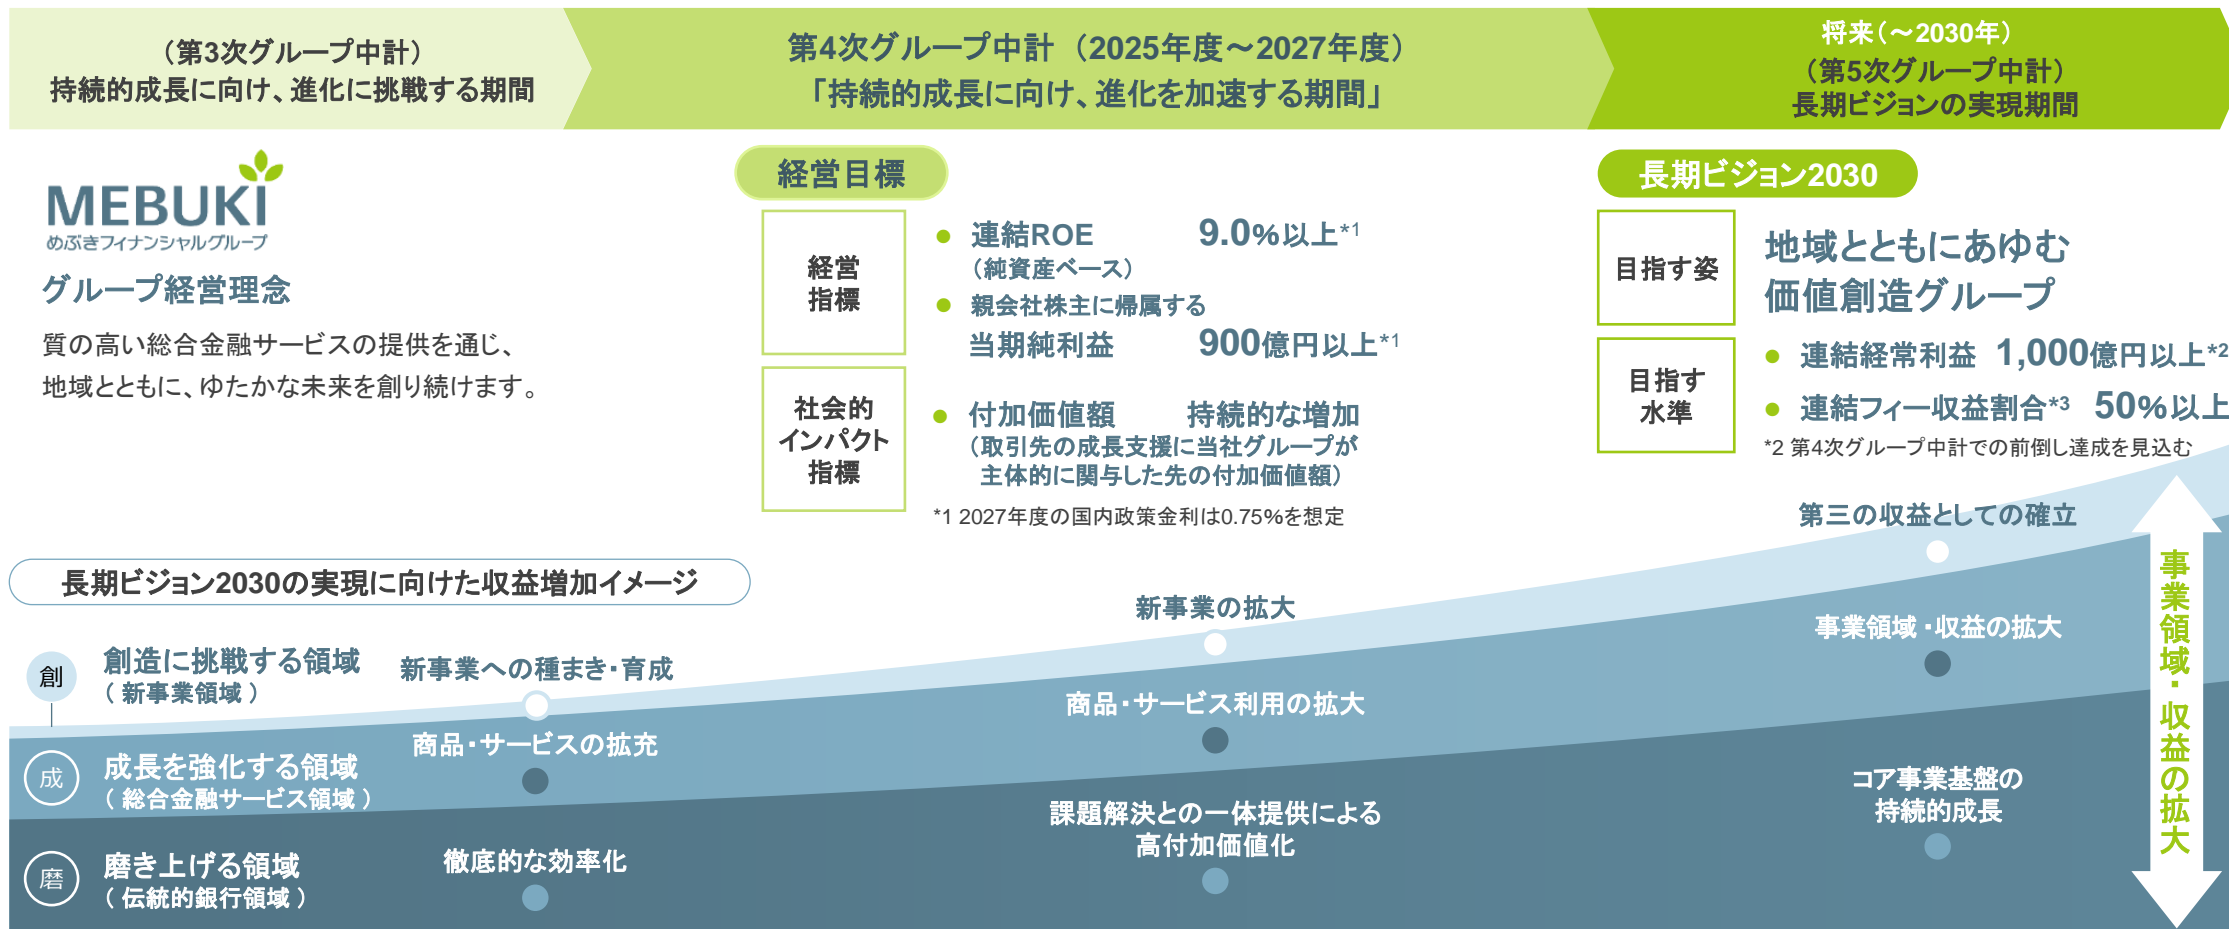 (第3次グループ中計)
持続的成長に向け、進化に挑戦する期間
第4次グループ中計（2025年度～2027年度）
「持続的成長に向け、進化を加速する期間」
将来（～2030年）
（第5次グループ中計）
長期ビジョンの実現期間
MEBUKI
めぶきフィナンシャルグループ
グループ経営理念
質の高い総合金融サービスの提供を通じ、
地域とともに、ゆたかな未来を創り続けます。
経営目標
経営
指標
● 連結ROE 9.0%以上*1
（純資産ベース）
● 親会社株主に帰属する
当期純利益 900億円以上*1
社会的
インパクト
指標
● 付加価値額 持続的な増加
（取引先の成長支援に当社グループが
主体的に関与した先の付加価値額）
*1 2027年度の国内政策金利は0.75%を想定
長期ビジョン2030
目指す姿
地域とともにあゆむ
価値創造グループ
目指す
水準
● 連結経常利益 1,000億円以上*2
● 連結フィー収益割合*3 50%以上
*2 第4次グループ中計での前倒し達成を見込む
長期ビジョン2030の実現に向けた収益増加イメージ
創
創造に挑戦する領域
（ 新事業領域 ）
新事業への種まき・育成
新事業の拡大
第三の収益としての確立
成
成長を強化する領域
（ 総合金融サービス領域 ）
商品・サービスの拡充
商品・サービス利用の拡大
事業領域・収益の拡大
磨
磨き上げる領域
（ 伝統的銀行領域 ）
徹底的な効率化
課題解決との一体提供による
高付加価値化
コア事業基盤の
持続的成長
事業領域・収益の拡大